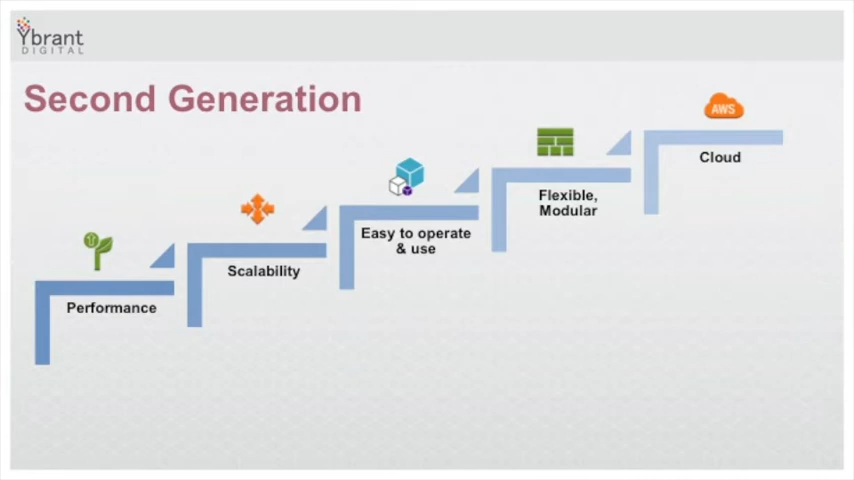 Ybrant
DIGITAL
Second Generation
AWS
Cloud
Flexible,
Modular
Easy to operate
& use
Scalability
Performance